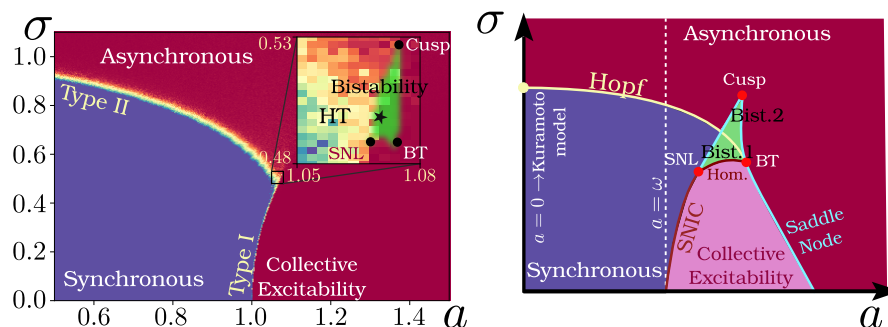 σ
1.0
0.8
0.6
0.4
0.2
0.0
0.6
0.8
1.0
1.2
1.4
a
Asynchronous
Type II
Type I
Synchronous
Collective
Excitability
0.53
0.48
1.05
1.08
Cusp
Bistability
HT
SNL
BT
σ
Asynchronous
Cusp
Hopf
Bist.2
Bist.1
SNL
BT
Hom.
a = 0 →Kuramoto
model
a = ω
SNIC
Saddle
Node
Synchronous
Collective
Excitability
a